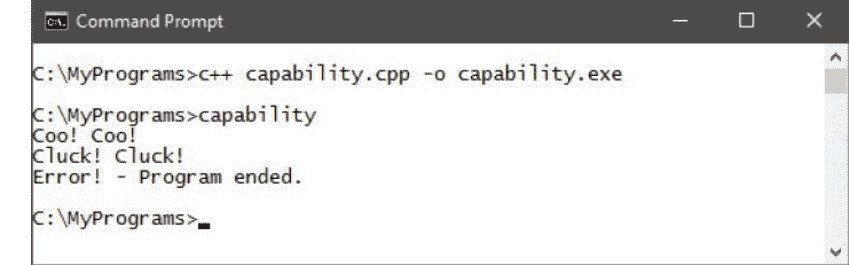 Command Prompt
C:\MyPrograms>c++ capability.cpp -o capability.exe
C:\MyPrograms>capability
Coo! Coo!
Cluck! Cluck!
Error! - Program ended.
C:\MyPrograms>